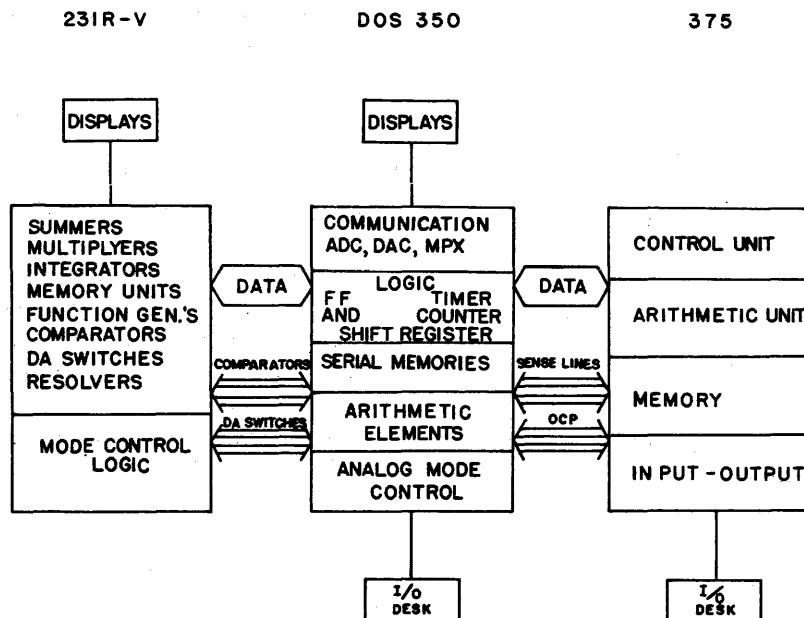 231R-V DOS 350 375
DISPLAYS
DISPLAYS
SUMMERS
MULTIPLYERS
INTEGRATORS
MEMORY UNITS
FUNCTION GEN.'S
COMPARATORS
DA SWITCHES
RESOLVERS
MODE CONTROL
LOGIC
DATA
COMPARATORS
DA SWITCHES
COMMUNICATION
ADC, DAC, MPX
LOGIC
FF TIMER
AND COUNTER
SHIFT REGISTER
SERIAL MEMORIES
ARITHMETIC
ELEMENTS
ANALOG MODE
CONTROL
DATA
SENSE LINES
OCP
CONTROL UNIT
ARITHMETIC UNIT
MEMORY
INPUT-OUTPUT
I/O
DESK
I/O
DESK